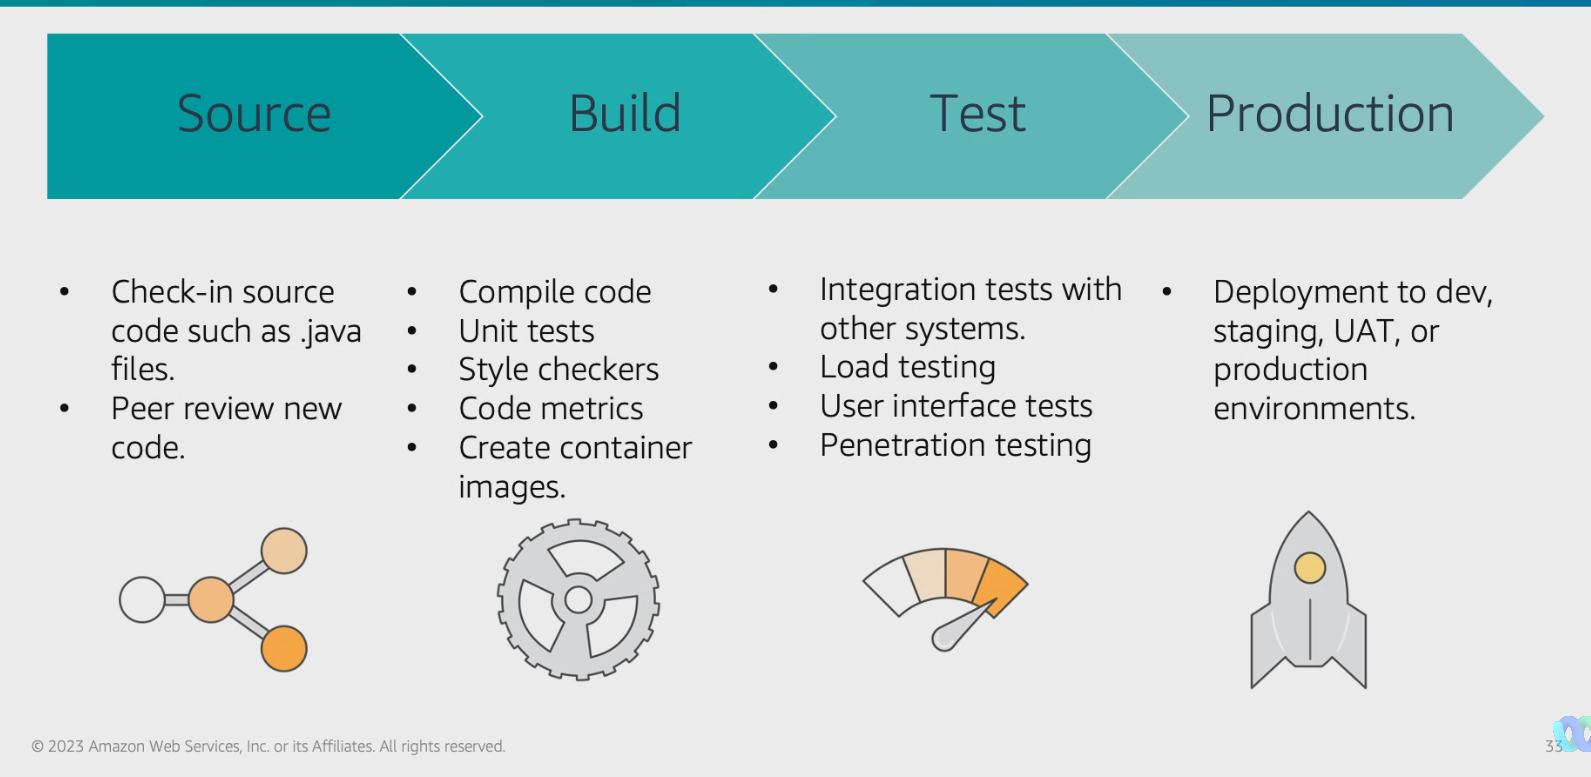 Source
Build
Test
Production
• Check-in source
code such as .java
files.
• Peer review new
code.
• Compile code
• Unit tests
• Style checkers
• Code metrics
• Create container
images.
• Integration tests with
other systems.
• Load testing
• User interface tests
• Penetration testing
• Deployment to dev,
staging, UAT, or
production
environments.
© 2023 Amazon Web Services, Inc. or its Affiliates. All rights reserved.
33